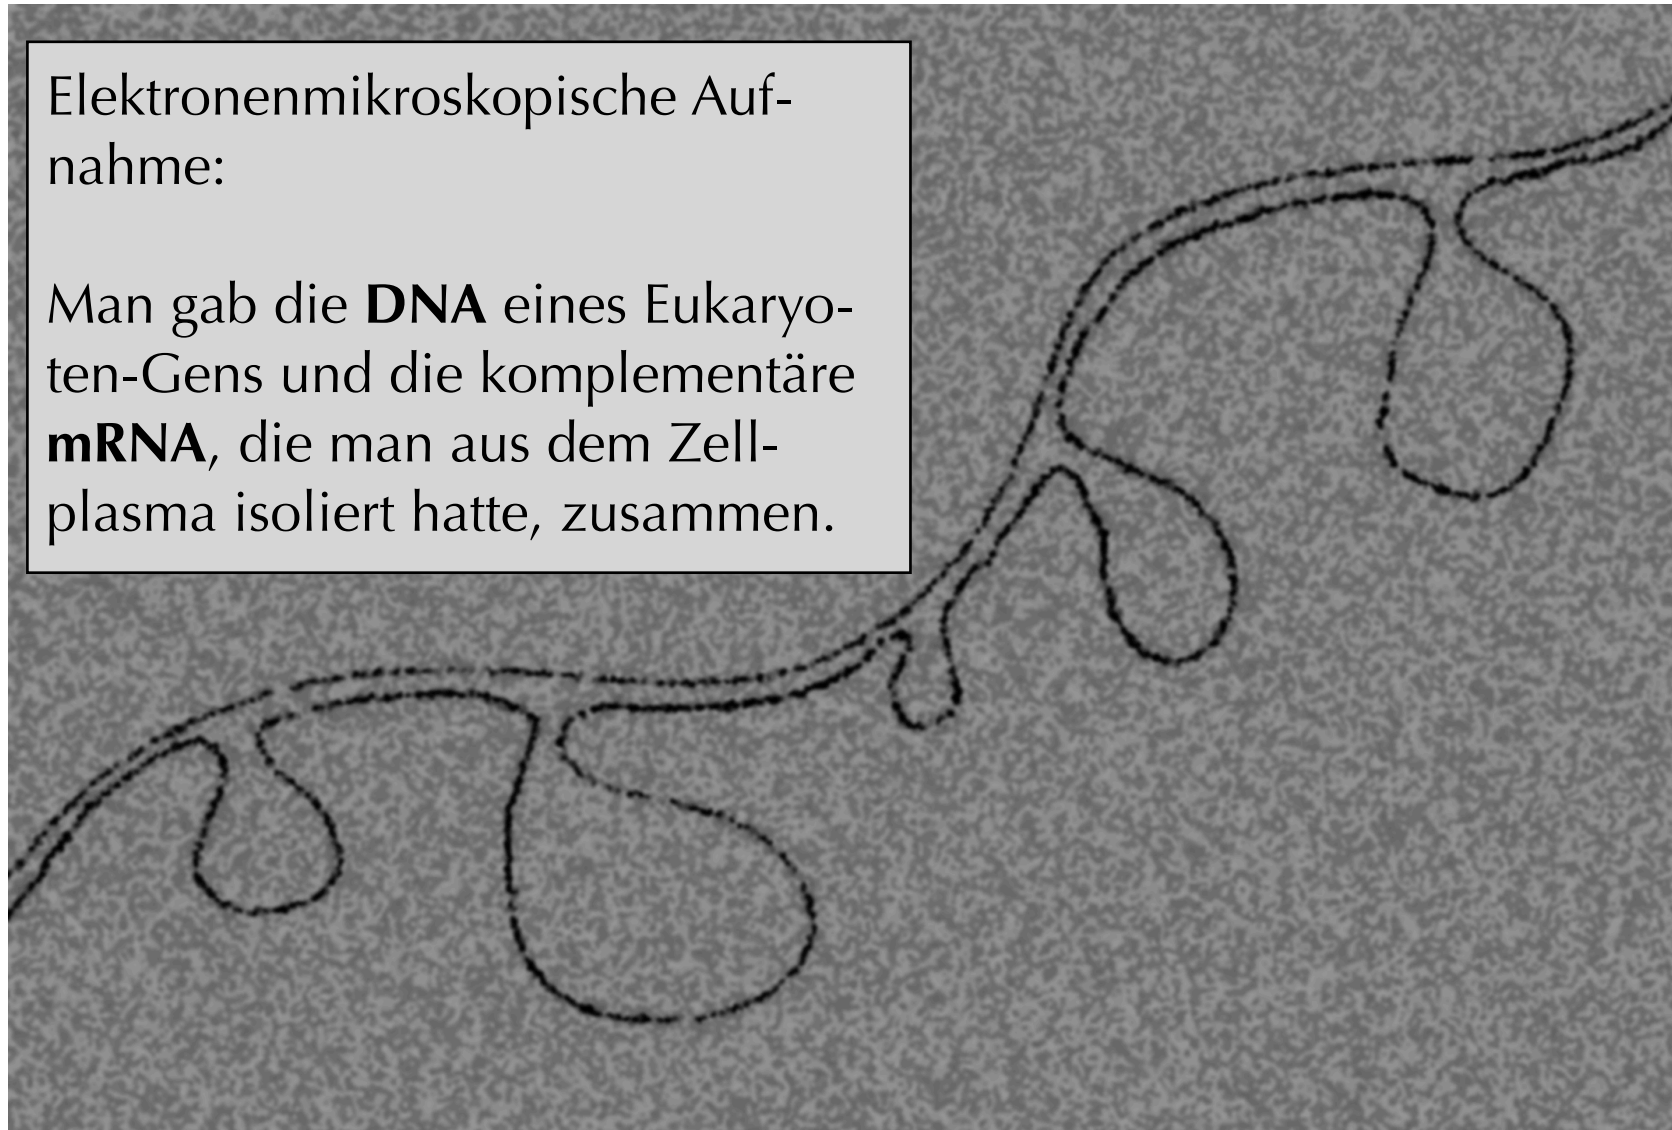 Elektronenmikroskopische Auf-
nahme:
Man gab die DNA eines Eukaryo-
ten-Gens und die komplementäre
mRNA, die man aus dem Zell-
plasma isoliert hatte, zusammen.